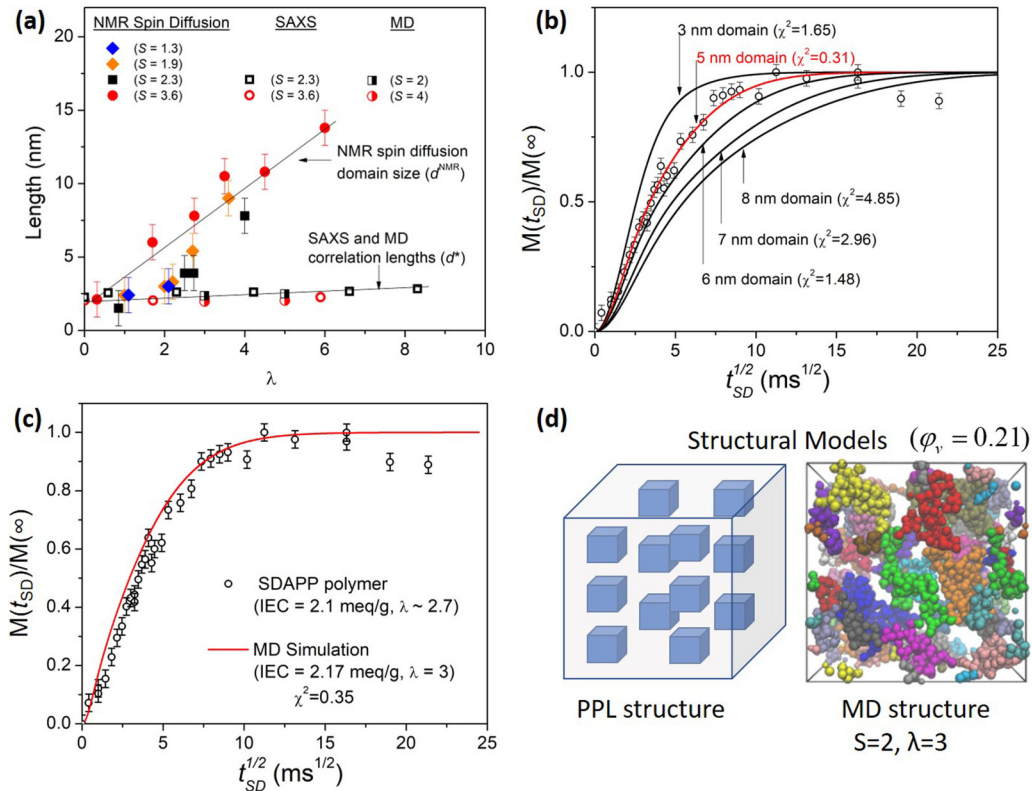 (a)
NMR Spin Diffusion SAXS MD
(S = 1.3)
(S = 1.9)
(S = 2.3) (S = 2.3) (S = 2)
(S = 3.6) (S = 3.6) (S = 4)
20
15
10
5
0
Length (nm)
NMR spin diffusion
domain size (d^NMR)
SAXS and MD
correlation lengths (d*)
0 2 4 6 8 10
λ
(b)
3 nm domain (χ²=1.65)
5 nm domain (χ²=0.31)
1.0
0.5
0.0
M(t_SD)/M(∞)
8 nm domain (χ²=4.85)
7 nm domain (χ²=2.96)
6 nm domain (χ²=1.48)
0 5 10 15 20 25
t_SD^1/2 (ms^1/2)
(c)
1.0
0.8
0.6
0.4
0.2
0.0
M(t_SD)/M(∞)
SDAPP polymer
(IEC = 2.1 meq/g, λ ~ 2.7)
MD Simulation
(IEC = 2.17 meq/g, λ = 3)
χ²=0.35
0 5 10 15 20 25
t_SD^1/2 (ms^1/2)
(d)
Structural Models (φ_v = 0.21)
PPL structure
MD structure
S=2, λ=3